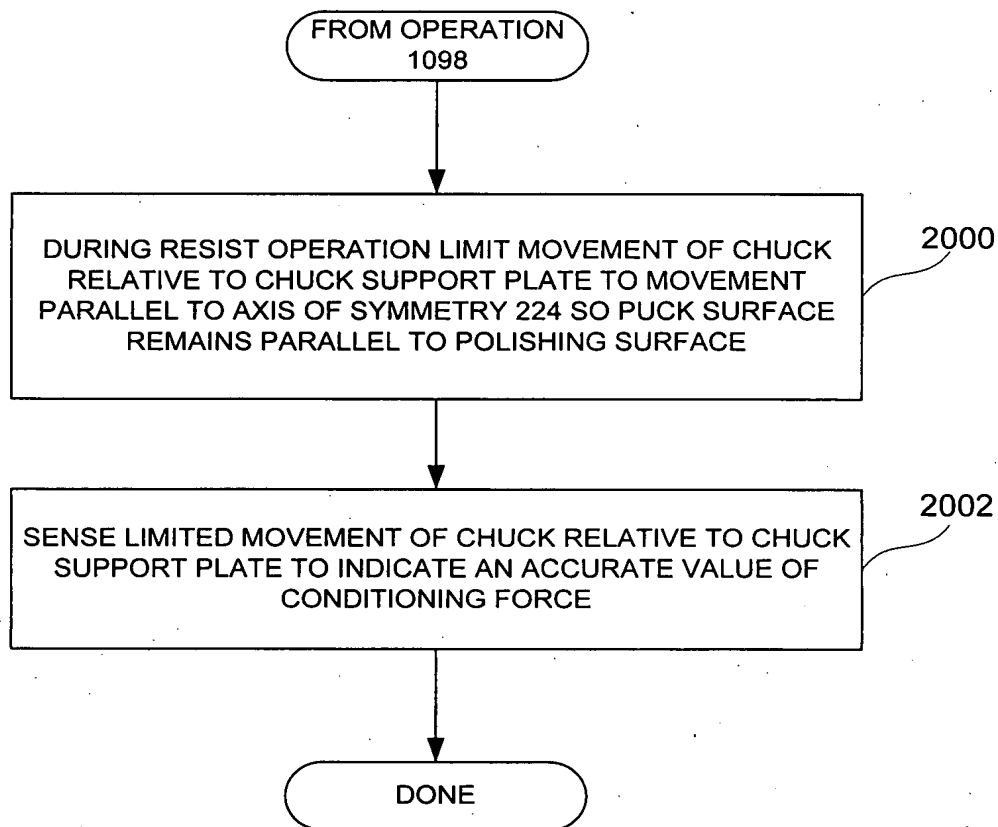 FROM OPERATION
1098
DURING RESIST OPERATION LIMIT MOVEMENT OF CHUCK
RELATIVE TO CHUCK SUPPORT PLATE TO MOVEMENT
PARALLEL TO AXIS OF SYMMETRY 224 SO PUCK SURFACE
REMAINS PARALLEL TO POLISHING SURFACE
2000
SENSE LIMITED MOVEMENT OF CHUCK RELATIVE TO CHUCK
SUPPORT PLATE TO INDICATE AN ACCURATE VALUE OF
CONDITIONING FORCE
2002
DONE